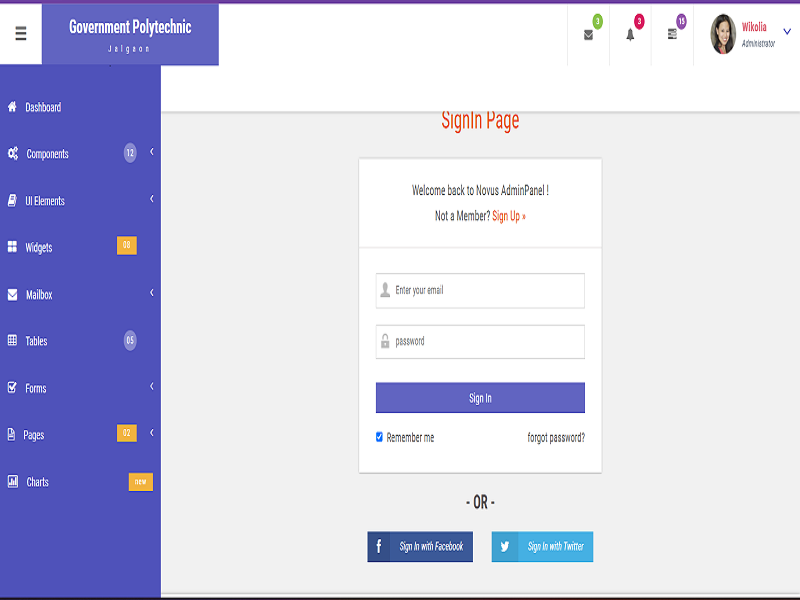 Government Polytechnic
Jalgaon
3
3
15
Wikolia
Administrator
Dashboard
Components
12
UI Elements
Widgets
08
Mailbox
Tables
05
Forms
Pages
02
Charts
new
SignIn Page
Welcome back to Novus AdminPanel !
Not a Member? Sign Up »
Enter your email
password
Sign In
Remember me
forgot password?
- OR -
f
Sign In with Facebook
Sign In with Twitter